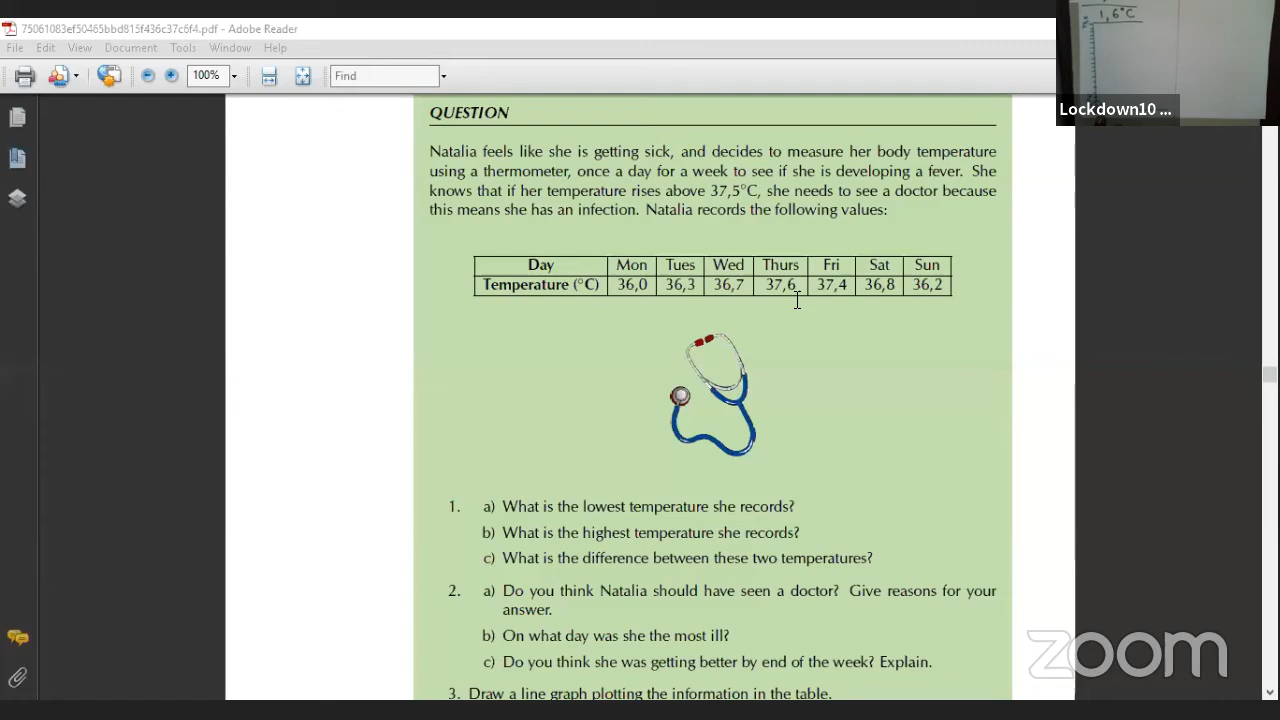 75061083ef50465bbd815f436c37c6f4.pdf - Adobe Reader
File Edit View Document Tools Window Help
100% Find
1,6°C
Lockdown10 ...
QUESTION
Natalia feels like she is getting sick, and decides to measure her body temperature
using a thermometer, once a day for a week to see if she is developing a fever. She
knows that if her temperature rises above 37,5°C, she needs to see a doctor because
this means she has an infection. Natalia records the following values:
Day Mon Tues Wed Thurs Fri Sat Sun
Temperature (°C) 36,0 36,3 36,7 37,6 37,4 36,8 36,2
1. a) What is the lowest temperature she records?
b) What is the highest temperature she records?
c) What is the difference between these two temperatures?
2. a) Do you think Natalia should have seen a doctor? Give reasons for your
answer.
b) On what day was she the most ill?
c) Do you think she was getting better by end of the week? Explain.
3. Draw a line graph plotting the information in the table.
zoom